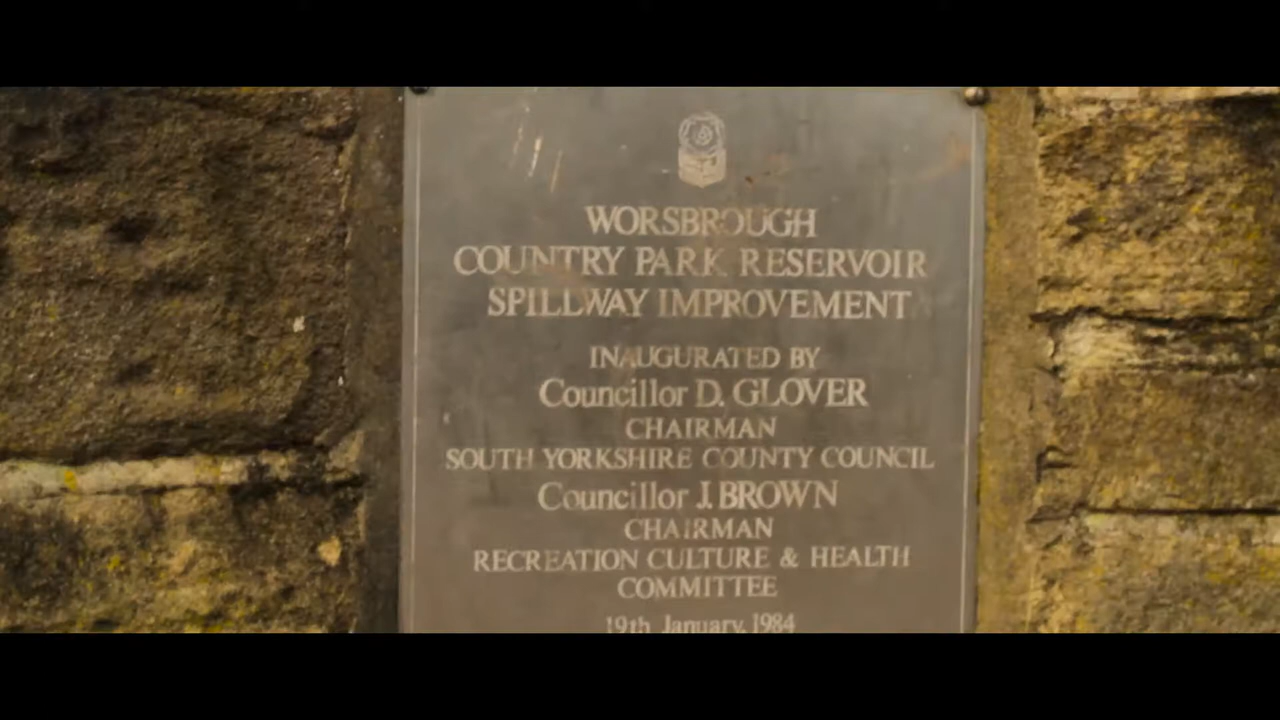 WORSBROUGH
COUNTRY PARK RESERVOIR
SPILLWAY IMPROVEMENT
INAUGURATED BY
Councillor D. GLOVER
CHAIRMAN
SOUTH YORKSHIRE COUNTY COUNCIL
Councillor J. BROWN
CHAIRMAN
RECREATION CULTURE & HEALTH
COMMITTEE
19th January, 1984